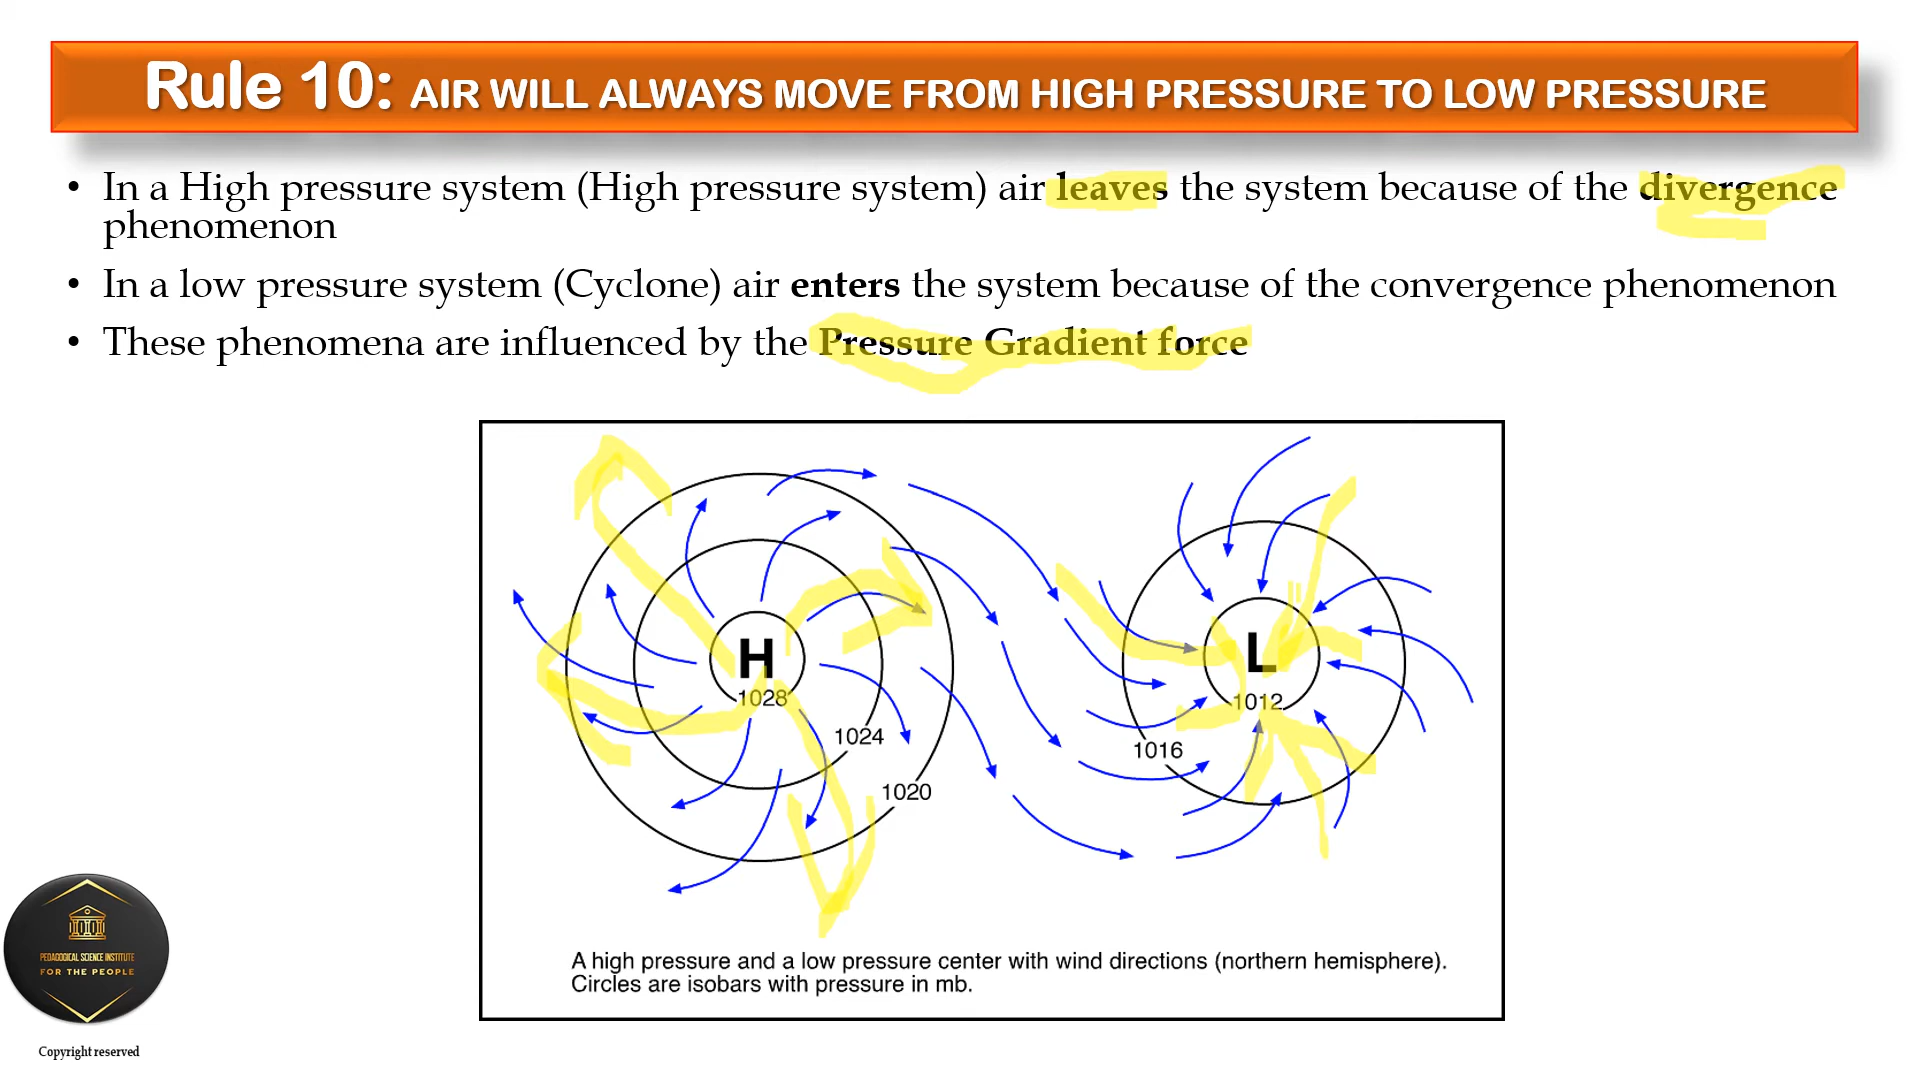 Rule 10: AIR WILL ALWAYS MOVE FROM HIGH PRESSURE TO LOW PRESSURE
• In a High pressure system (High pressure system) air leaves the system because of the divergence
phenomenon
• In a low pressure system (Cyclone) air enters the system because of the convergence phenomenon
• These phenomena are influenced by the Pressure Gradient force
H
1028
1024
1020
L
1012
1016
A high pressure and a low pressure center with wind directions (northern hemisphere).
Circles are isobars with pressure in mb.
PEDAGOGICAL SCIENCE INSTITUTE
FOR THE PEOPLE
Copyright reserved